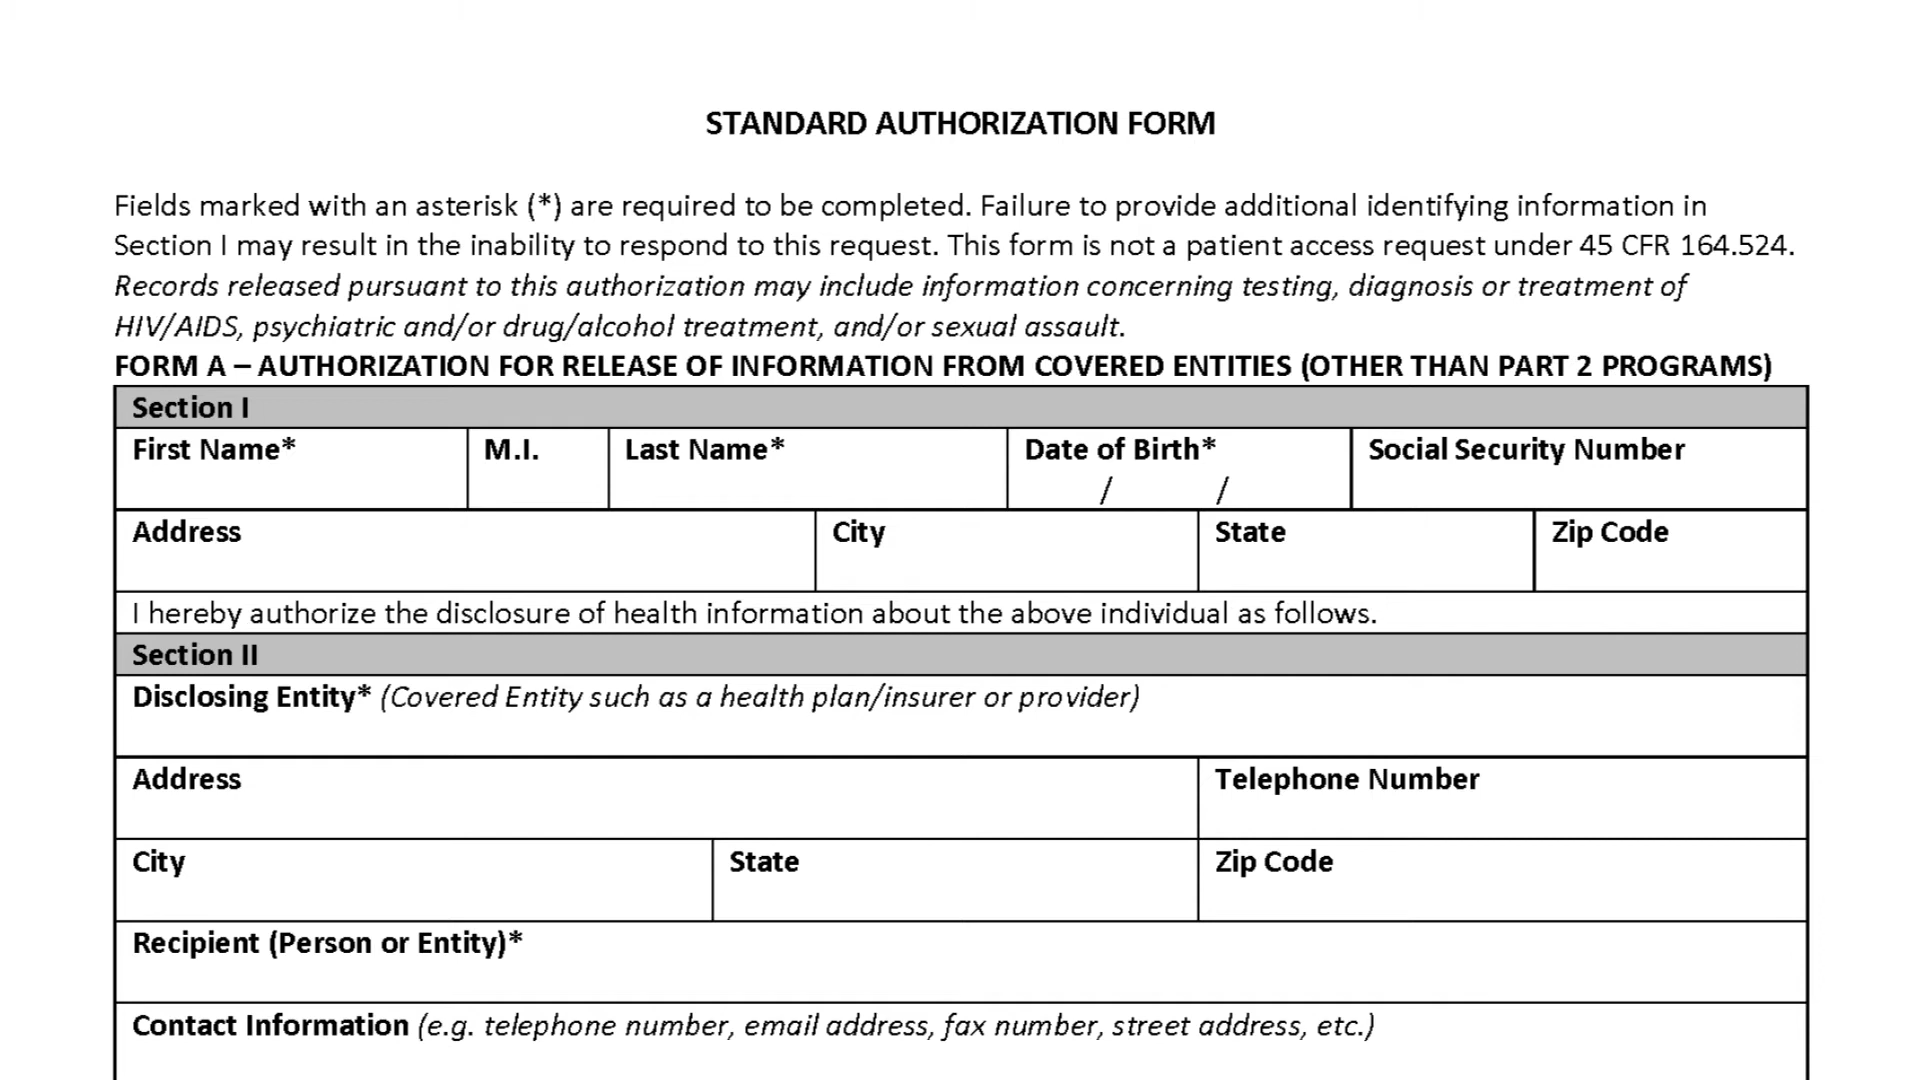 STANDARD AUTHORIZATION FORM
Fields marked with an asterisk (*) are required to be completed. Failure to provide additional identifying information in
Section I may result in the inability to respond to this request. This form is not a patient access request under 45 CFR 164.524.
Records released pursuant to this authorization may include information concerning testing, diagnosis or treatment of
HIV/AIDS, psychiatric and/or drug/alcohol treatment, and/or sexual assault.
FORM A – AUTHORIZATION FOR RELEASE OF INFORMATION FROM COVERED ENTITIES (OTHER THAN PART 2 PROGRAMS)
Section I
First Name* M.I. Last Name* Date of Birth* Social Security Number
/ /
Address City State Zip Code
I hereby authorize the disclosure of health information about the above individual as follows.
Section II
Disclosing Entity* (Covered Entity such as a health plan/insurer or provider)
Address Telephone Number
City State Zip Code
Recipient (Person or Entity)*
Contact Information (e.g. telephone number, email address, fax number, street address, etc.)